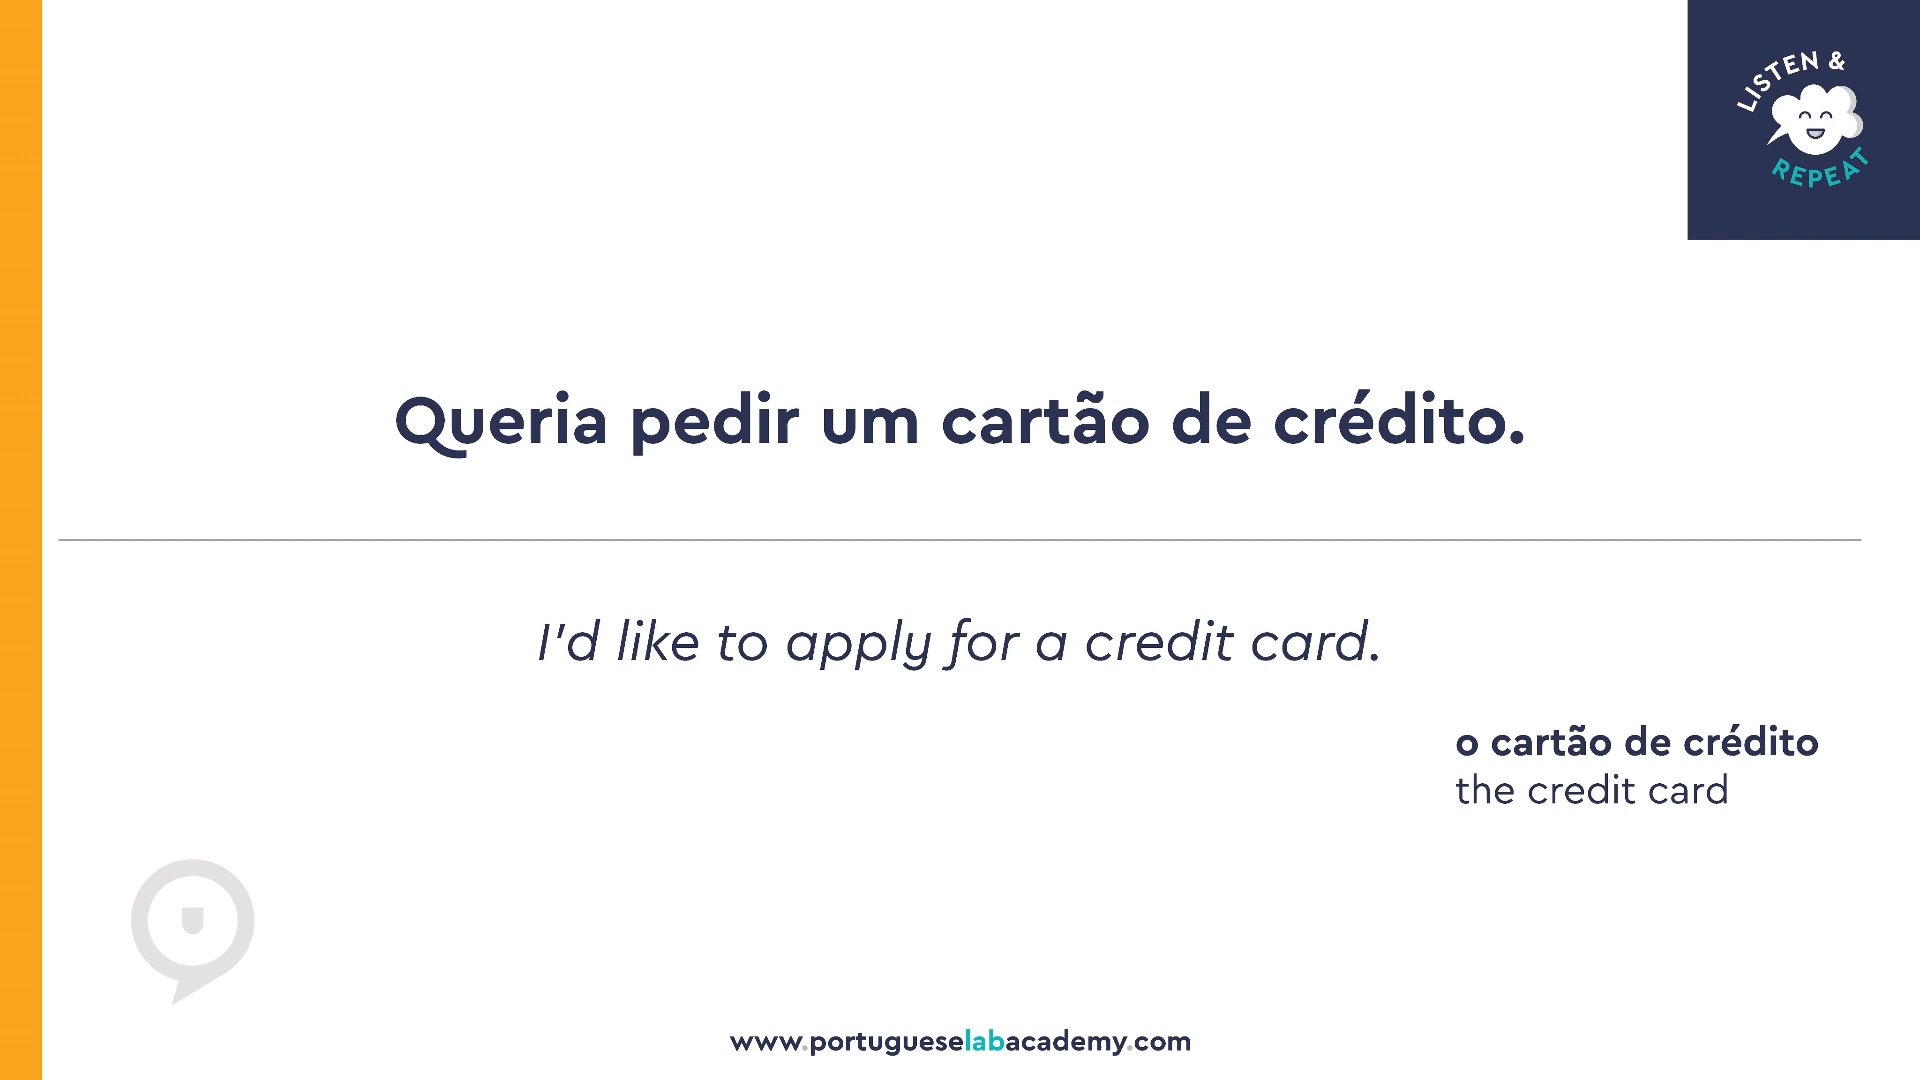 LISTEN &
REPEAT
Queria pedir um cartão de crédito.
I'd like to apply for a credit card.
o cartão de crédito
the credit card
www.portugueselabacademy.com